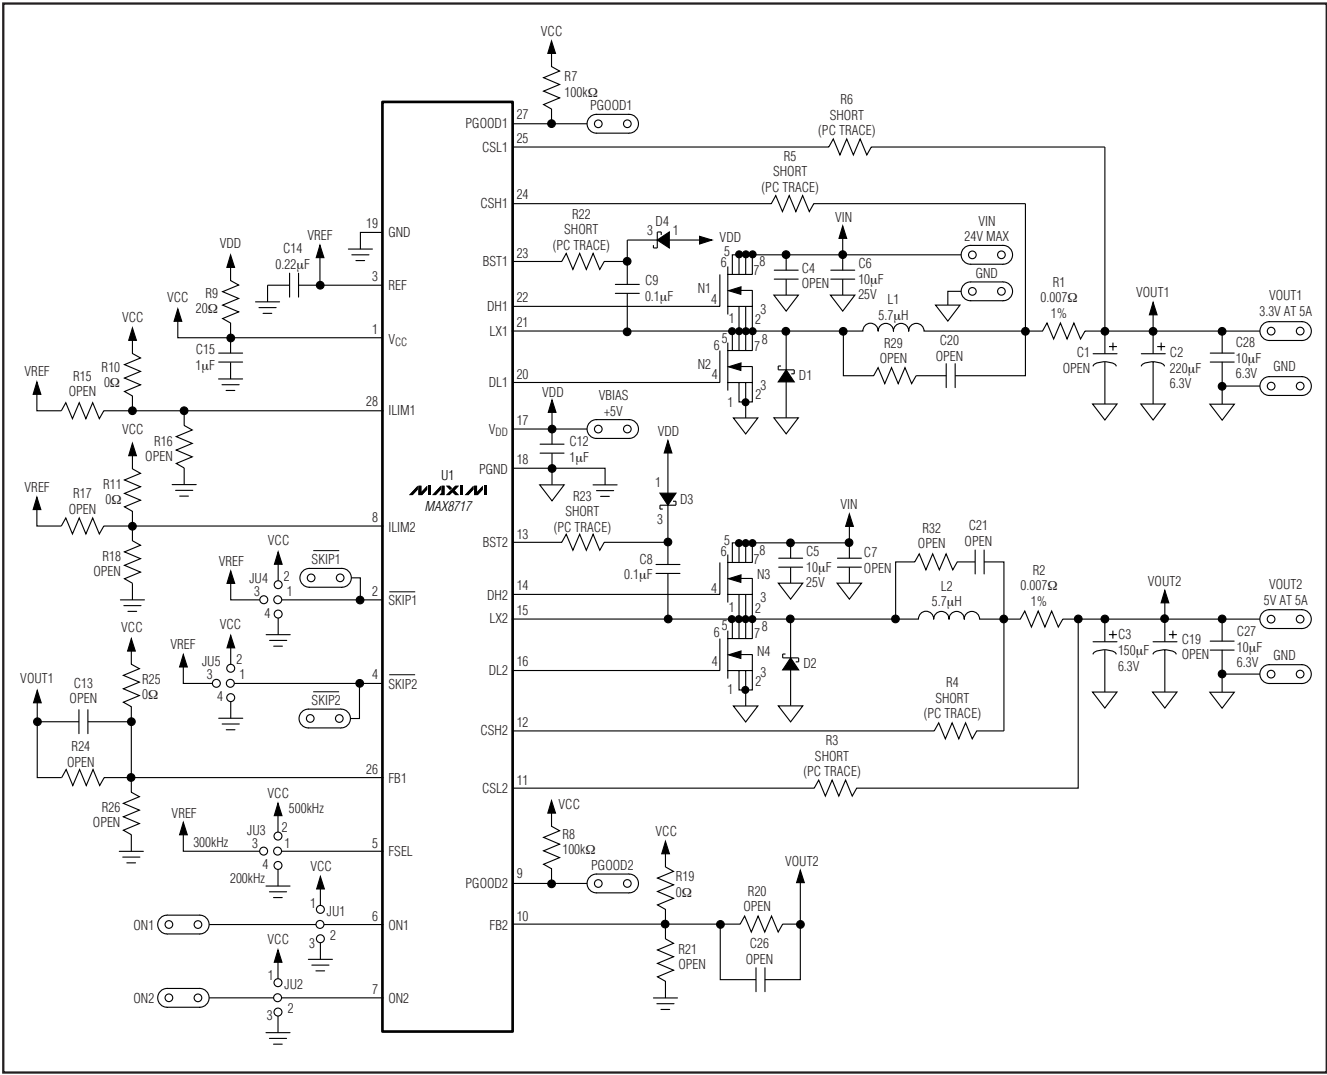 VCC
R7
100kΩ
PGOOD1
PGOOD1
27
CSL1
25
R6
SHORT
(PC TRACE)
R5
SHORT
(PC TRACE)
CSH1
24
R22
SHORT
(PC TRACE)
D4
3
1
VDD
BST1
23
C9
0.1µF
VIN
VIN
24V MAX
GND
C4
OPEN
C6
10µF
25V
5
6
7
8
N1
4
1
2
3
DH1
22
LX1
21
L1
5.7µH
R29
OPEN
C20
OPEN
R1
0.007Ω
1%
VOUT1
VOUT1
3.3V AT 5A
GND
C1
OPEN
+
C2
220µF
6.3V
+
C28
10µF
6.3V
5
6
7
8
N2
4
1
2
3
D1
DL1
20
VDD
VBIAS
+5V
VDD
17
C12
1µF
PGND
18
19
GND
C14
0.22µF
VREF
3
REF
VDD
R9
20Ω
VCC
1
VCC
C15
1µF
VCC
R10
0Ω
VREF
R15
OPEN
28
ILIM1
R16
OPEN
VCC
R11
0Ω
VREF
R17
OPEN
8
ILIM2
R18
OPEN
U1
MAXIM
MAX8717
VCC
VREF
JU4
2
3
1
4
SKIP1
2
SKIP1
VCC
VREF
JU5
2
3
1
4
4
SKIP2
SKIP2
VCC
R25
0Ω
VOUT1
C13
OPEN
R24
OPEN
26
FB1
R26
OPEN
VCC
500kHz
VREF
300kHz
JU3
2
3
1
4
200kHz
5
FSEL
VCC
1
JU1
2
3
ON1
6
ON1
VCC
1
JU2
2
3
ON2
7
ON2
VDD
1
D3
3
R23
SHORT
(PC TRACE)
BST2
13
C8
0.1µF
VIN
C5
10µF
25V
C7
OPEN
5
6
7
8
N3
4
1
2
3
DH2
14
LX2
15
R32
OPEN
C21
OPEN
L2
5.7µH
R2
0.007Ω
1%
VOUT2
VOUT2
5V AT 5A
GND
+
C3
150µF
6.3V
+
C19
OPEN
C27
10µF
6.3V
5
6
7
8
N4
4
1
2
3
D2
DL2
16
R4
SHORT
(PC TRACE)
CSH2
12
R3
SHORT
(PC TRACE)
CSL2
11
VCC
R8
100kΩ
PGOOD2
PGOOD2
9
VCC
R19
0Ω
FB2
10
R21
OPEN
VOUT2
R20
OPEN
C26
OPEN